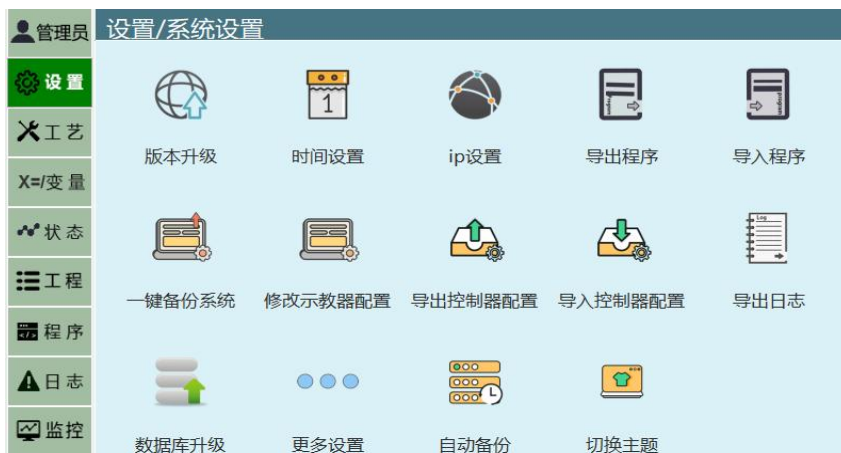 管理员
设置/系统设置
设置
工艺
X=/变量
状态
工程
程序
日志
监控
1
版本升级
时间设置
ip设置
导出程序
导入程序
一键备份系统
修改示教器配置
导出控制器配置
导入控制器配置
Log
导出日志
数据库升级
更多设置
自动备份
切换主题